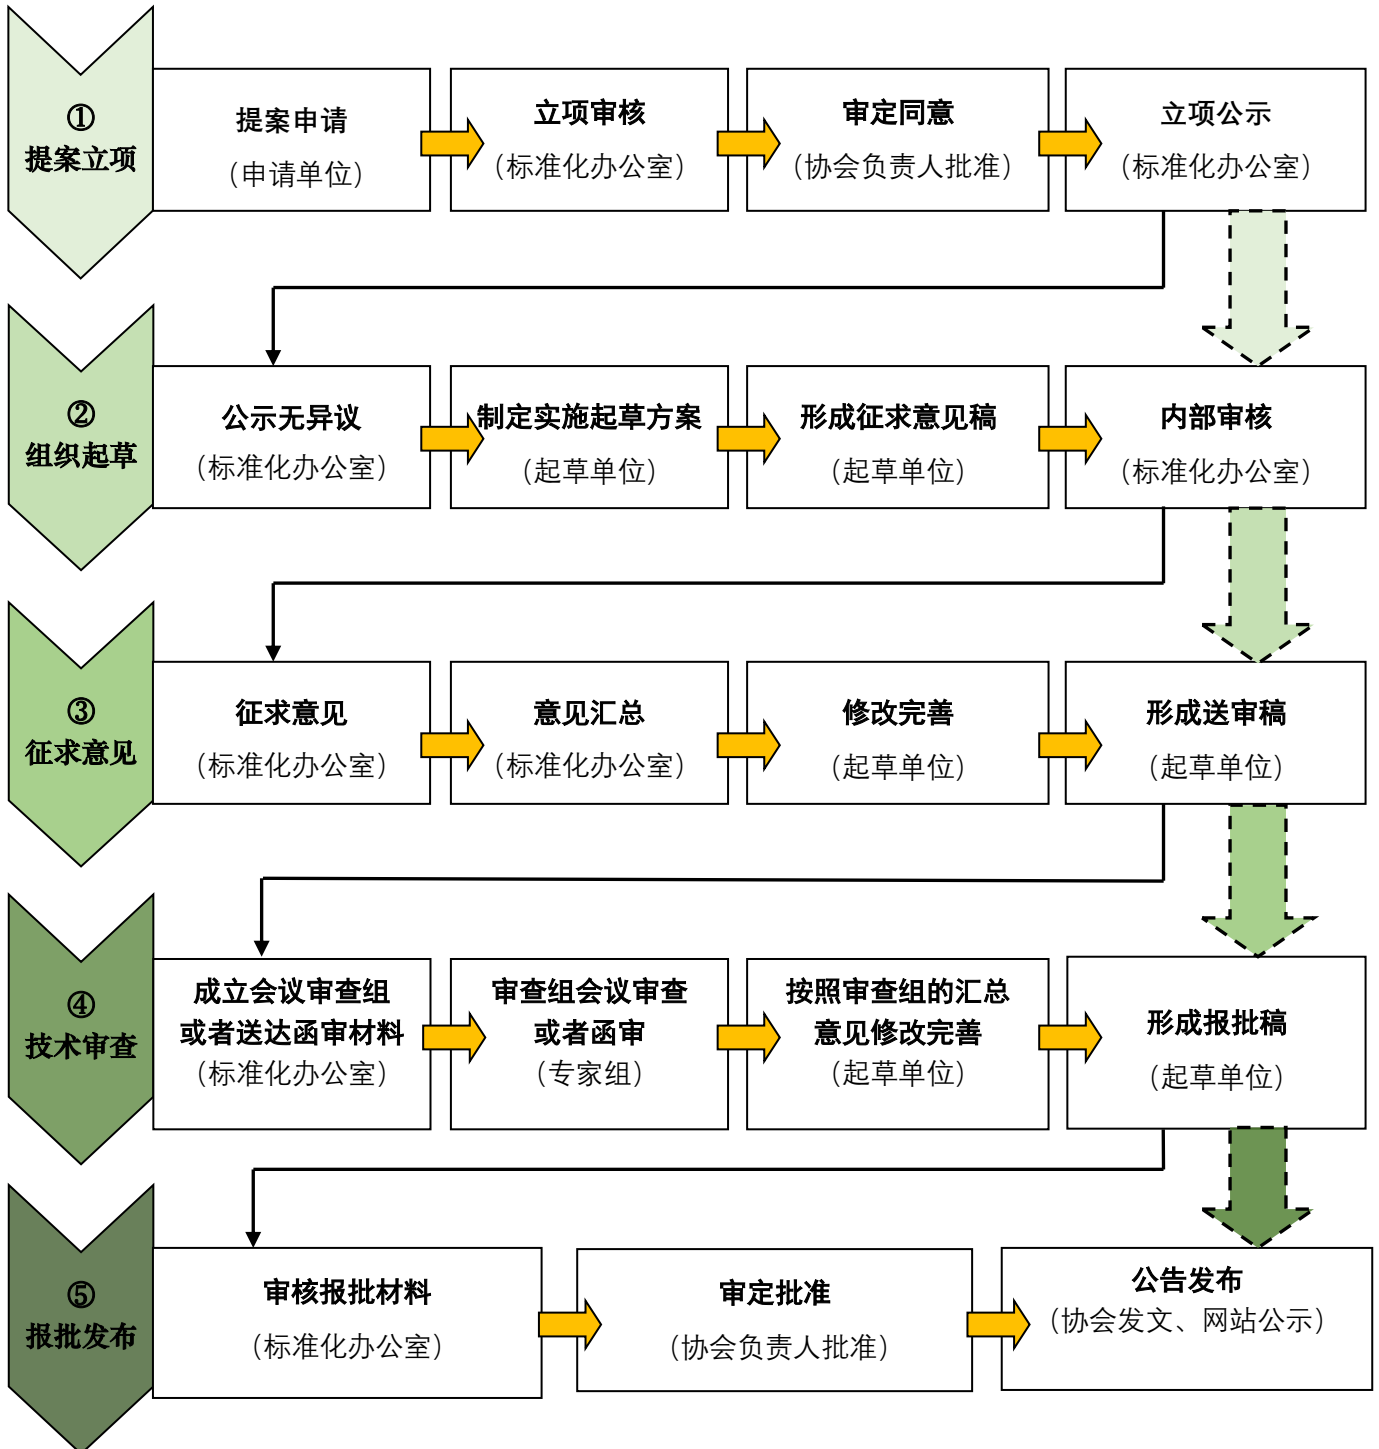 ①
提案立项
提案申请
（申请单位）
立项审核
（标准化办公室）
审定同意
（协会负责人批准）
立项公示
（标准化办公室）
②
组织起草
公示无异议
（标准化办公室）
制定实施起草方案
（起草单位）
形成征求意见稿
（起草单位）
内部审核
（标准化办公室）
③
征求意见
征求意见
（标准化办公室）
意见汇总
（标准化办公室）
修改完善
（起草单位）
形成送审稿
（起草单位）
④
技术审查
成立会议审查组
或者送达函审材料
（标准化办公室）
审查组会议审查
或者函审
（专家组）
按照审查组的汇总
意见修改完善
（起草单位）
形成报批稿
（起草单位）
⑤
报批发布
审核报批材料
（标准化办公室）
审定批准
（协会负责人批准）
公告发布
（协会发文、网站公示）